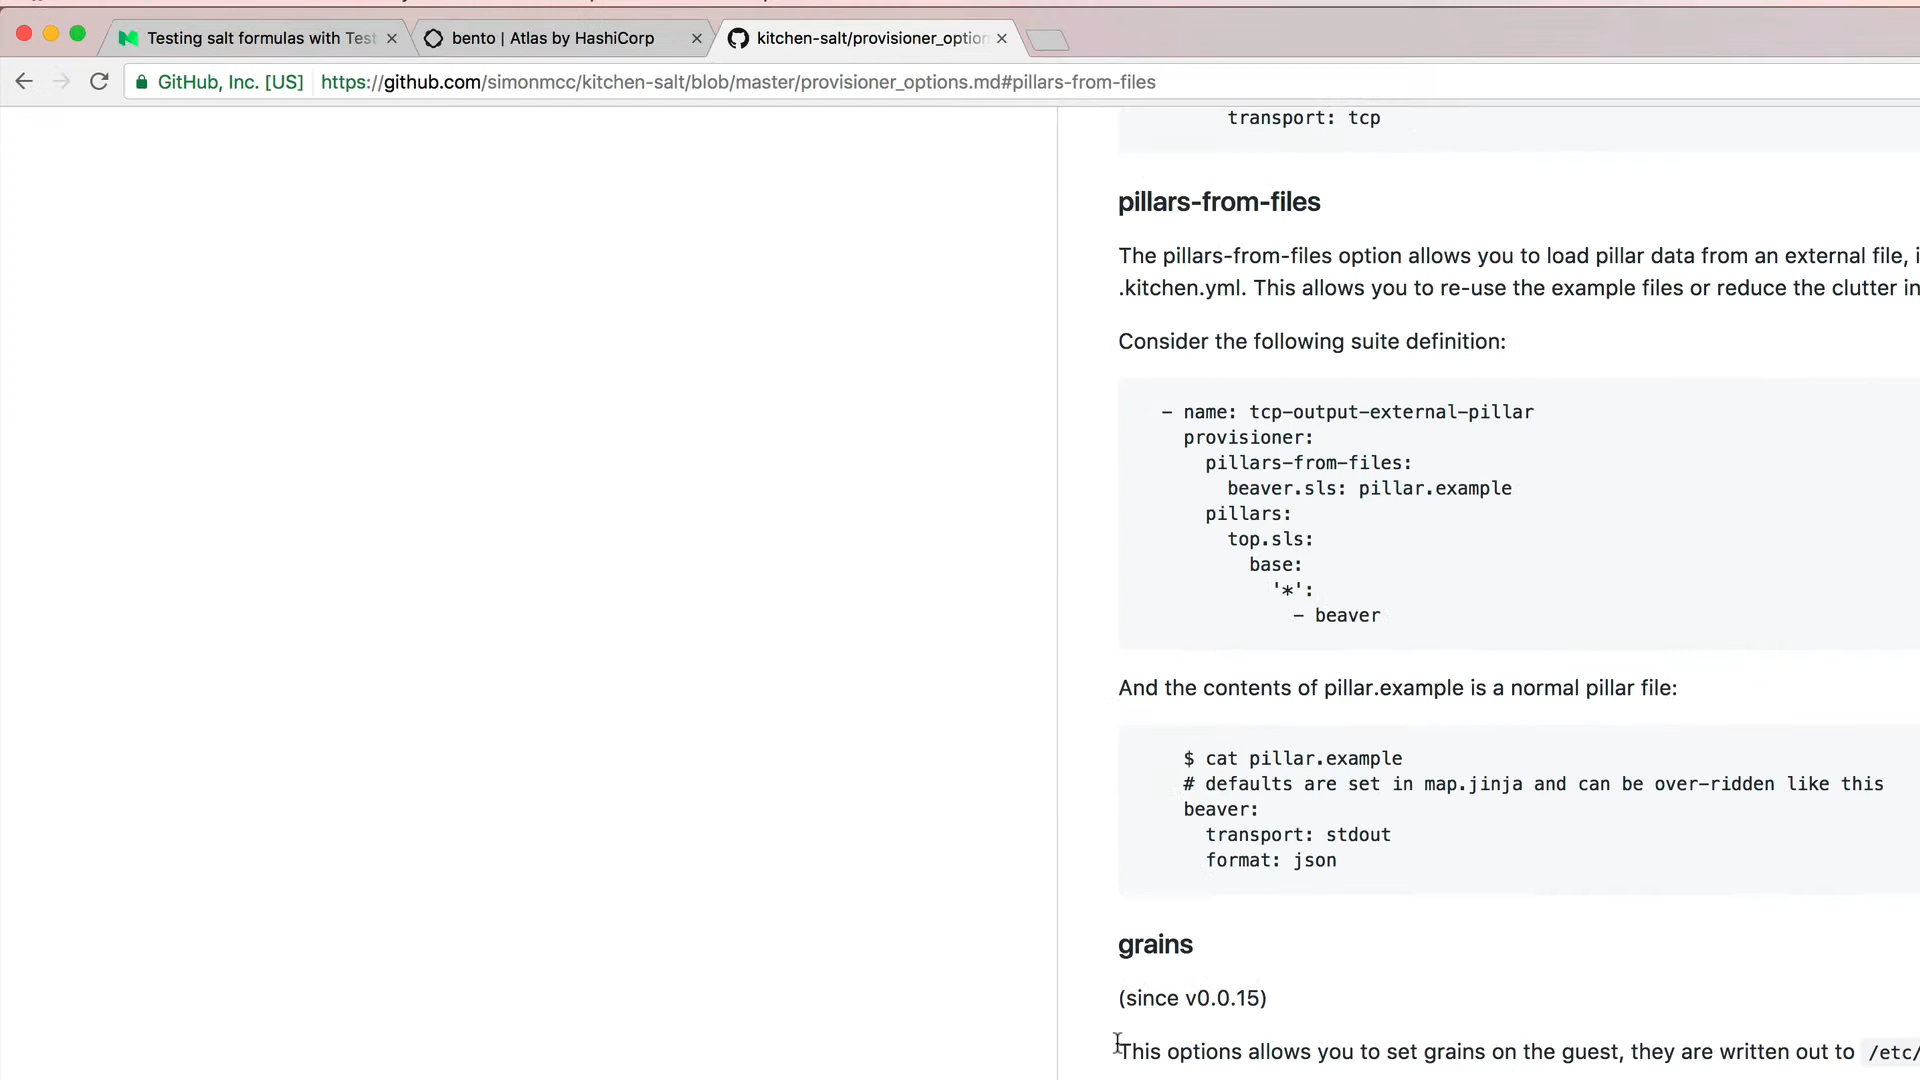 Testing salt formulas with Test
bento | Atlas by HashiCorp
kitchen-salt/provisioner_option
GitHub, Inc. [US]
https://github.com/simonmcc/kitchen-salt/blob/master/provisioner_options.md#pillars-from-files
transport: tcp
pillars-from-files
The pillars-from-files option allows you to load pillar data from an external file, i
.kitchen.yml. This allows you to re-use the example files or reduce the clutter in
Consider the following suite definition:
- name: tcp-output-external-pillar
provisioner:
pillars-from-files:
beaver.sls: pillar.example
pillars:
top.sls:
base:
'*':
- beaver
And the contents of pillar.example is a normal pillar file:
$ cat pillar.example
# defaults are set in map.jinja and can be over-ridden like this
beaver:
transport: stdout
format: json
grains
(since v0.0.15)
This options allows you to set grains on the guest, they are written out to /etc/